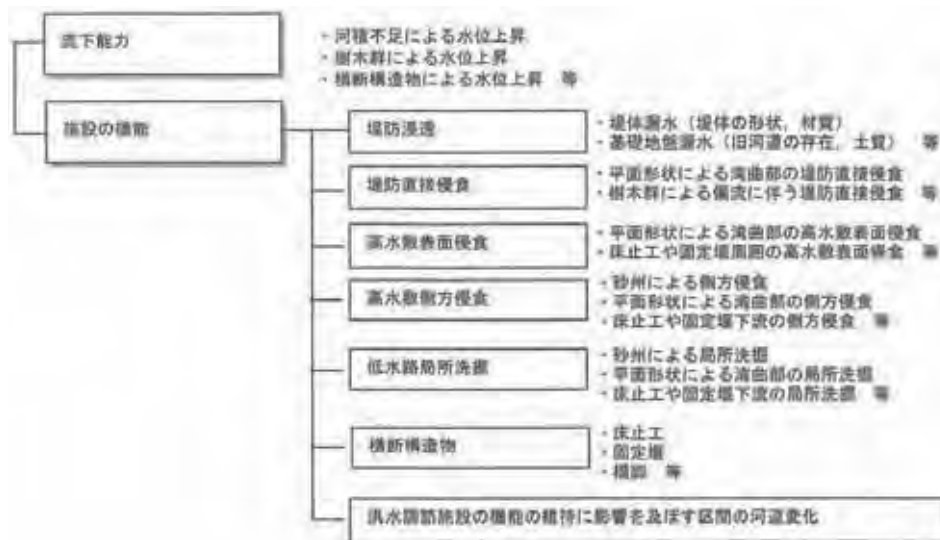 流下能力
・河積不足による水位上昇
・樹木群による水位上昇
・横断構造物による水位上昇 等
施設の機能
堤防浸透
・堤体漏水（堤体の形状，材質）
・基礎地盤漏水（旧河道の存在，土質） 等
堤防直接侵食
・平面形状による湾曲部の堤防直接侵食
・樹木群による偏流に伴う堤防直接侵食 等
高水敷表面侵食
・平面形状による湾曲部の高水敷表面侵食
・床止工や固定堰周囲の高水敷表面侵食 等
高水敷側方侵食
・砂州による側方侵食
・平面形状による湾曲部の側方侵食
・床止工や固定堰下流の側方侵食 等
低水路局所洗掘
・砂州による局所洗掘
・平面形状による湾曲部の局所洗掘
・床止工や固定堰下流の局所洗掘 等
横断構造物
・床止工
・固定堰
・橋脚 等
洪水調節施設の機能の維持に影響を及ぼす区間の河道変化